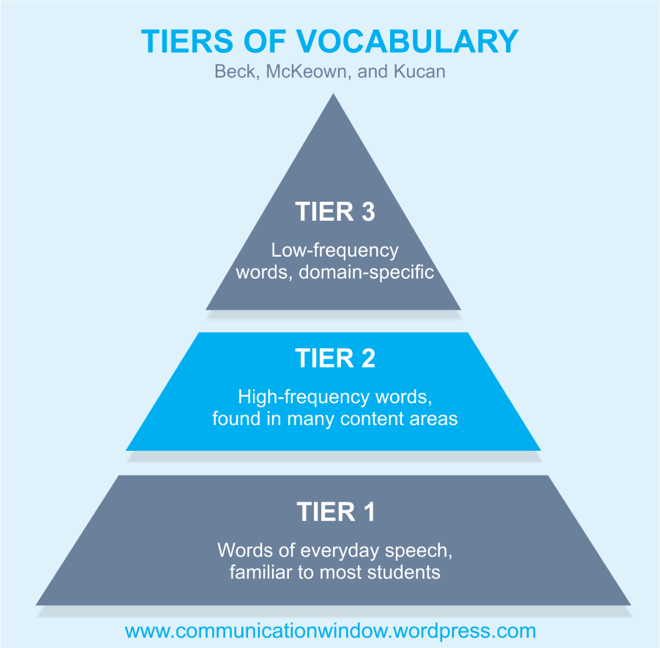 TIERS OF VOCABULARY
Beck, McKeown, and Kucan
TIER 3
Low-frequency
words, domain-specific
TIER 2
High-frequency words,
found in many content areas
TIER 1
Words of everyday speech,
familiar to most students
www.communicationwindow.wordpress.com